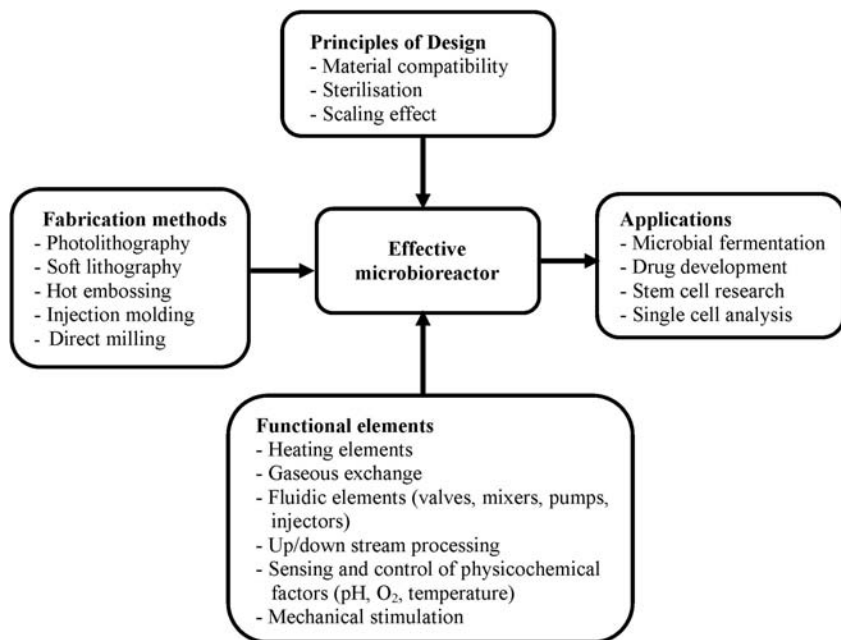 Principles of Design
- Material compatibility
- Sterilisation
- Scaling effect
Fabrication methods
- Photolithography
- Soft lithography
- Hot embossing
- Injection molding
- Direct milling
Effective
microbioreactor
Applications
- Microbial fermentation
- Drug development
- Stem cell research
- Single cell analysis
Functional elements
- Heating elements
- Gaseous exchange
- Fluidic elements (valves, mixers, pumps,
injectors)
- Up/down stream processing
- Sensing and control of physicochemical
factors (pH, O₂, temperature)
- Mechanical stimulation